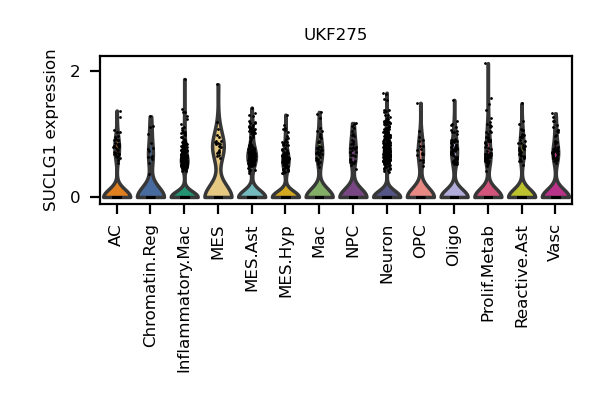 UKF275
SUCLG1 expression
2
0
AC
Chromatin.Reg
Inflammatory.Mac
MES
MES.Ast
MES.Hyp
Mac
NPC
Neuron
OPC
Oligo
Prolif.Metab
Reactive.Ast
Vasc